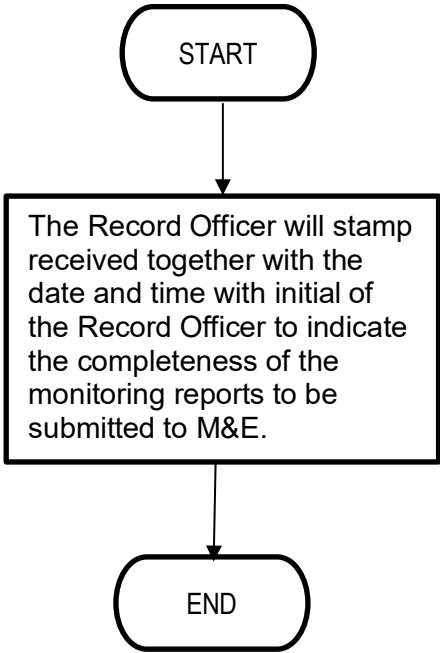 START
The Record Officer will stamp
received together with the
date and time with initial of
the Record Officer to indicate
the completeness of the
monitoring reports to be
submitted to M&E.
END